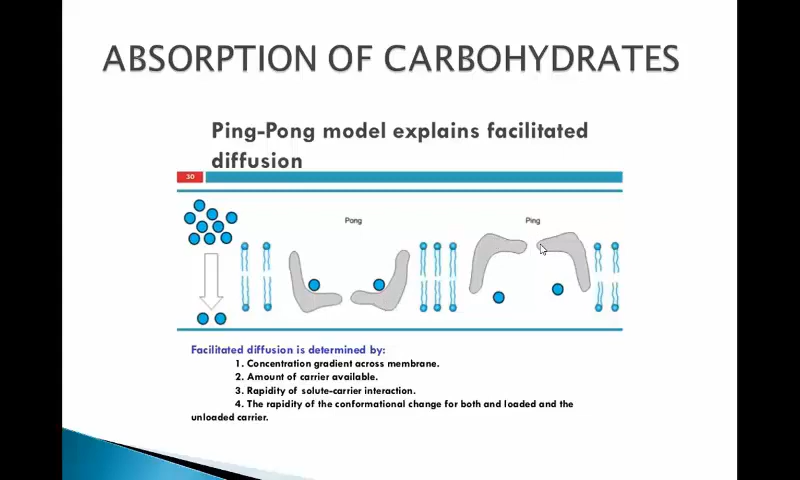 ABSORPTION OF CARBOHYDRATES
Ping-Pong model explains facilitated
diffusion
30
Pong
Ping
Facilitated diffusion is determined by:
1. Concentration gradient across membrane.
2. Amount of carrier available.
3. Rapidity of solute-carrier interaction.
4. The rapidity of the conformational change for both and loaded and the
unloaded carrier.